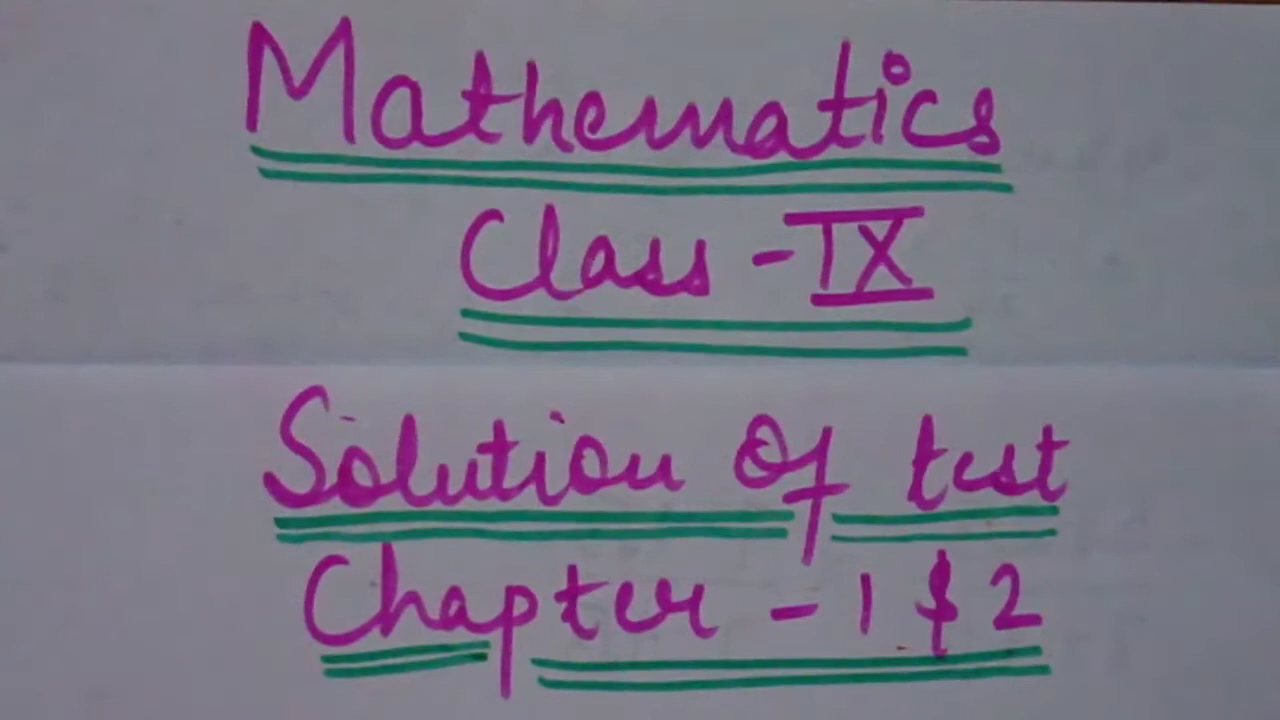 Mathematics
Class - IX
Solution Of test
Chapter - 1 & 2